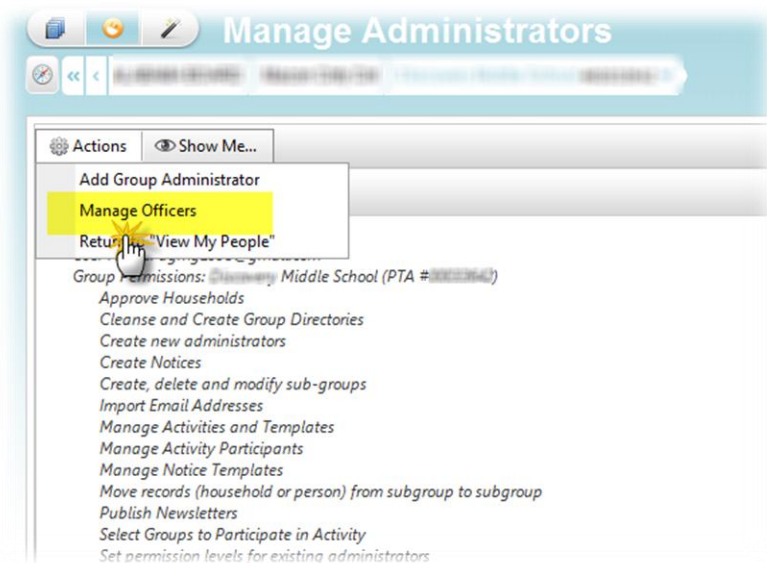 Manage Administrators
« ‹
Actions Show Me...
Add Group Administrator
Manage Officers
Return to "View My People"
Group Permissions: Middle School (PTA # )
Approve Households
Cleanse and Create Group Directories
Create new administrators
Create Notices
Create, delete and modify sub-groups
Import Email Addresses
Manage Activities and Templates
Manage Activity Participants
Manage Notice Templates
Move records (household or person) from subgroup to subgroup
Publish Newsletters
Select Groups to Participate in Activity
Set permission levels for existing administrators